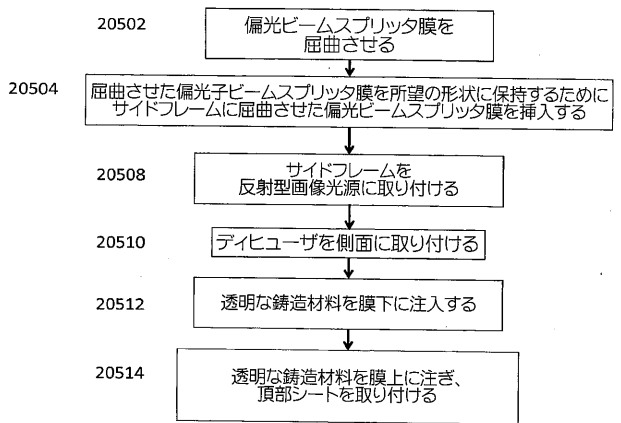 20502
偏光ビームスプリッタ膜を
屈曲させる
20504
屈曲させた偏光子ビームスプリッタ膜を所望の形状に保持するために
サイドフレームに屈曲させた偏光ビームスプリッタ膜を挿入する
20508
サイドフレームを
反射型画像光源に取り付ける
20510
ディヒューザを側面に取り付ける
20512
透明な鋳造材料を膜下に注入する
20514
透明な鋳造材料を膜上に注ぎ、
頂部シートを取り付ける